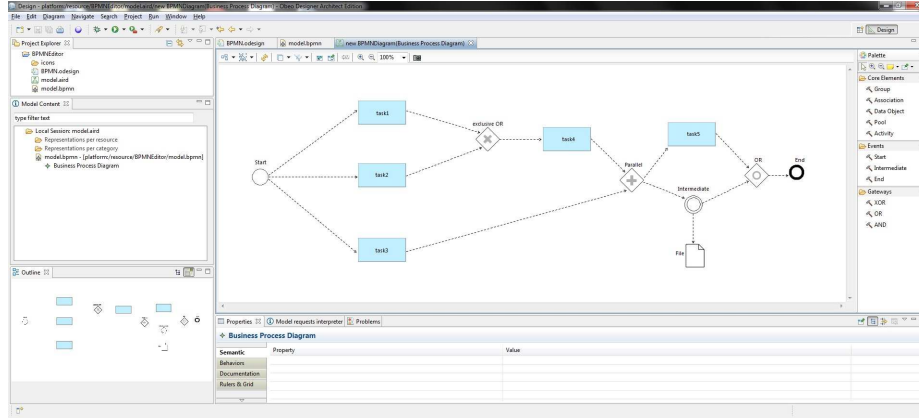 Design - platform:/resource/BPMNEditor/model.aird/new BPMNDiagram(Business Process Diagram) - Obeo Designer Architect Edition
File Edit Diagram Navigate Search Project Run Window Help
Design
Project Explorer
BPMNEditor
icons
BPMN.odesign
model.aird
model.bpmn
Model Content
type filter text
Local Session: model.aird
Representations per resource
Representations per category
model.bpmn - [platform:/resource/BPMNEditor/model.bpmn]
Business Process Diagram
Outline
BPMN.odesign
model.bpmn
new BPMNDiagram(Business Process Diagram)
100%
Start
task1
task2
task3
exclusive OR
task4
Parallel
task5
Intermediate
File
OR
End
Palette
Core Elements
Group
Association
Data Object
Pool
Activity
Events
Start
Intermediate
End
Gateways
XOR
OR
AND
Properties
Model requests interpreter
Problems
Business Process Diagram
Semantic
Behaviors
Documentation
Rulers & Grid
Property
Value